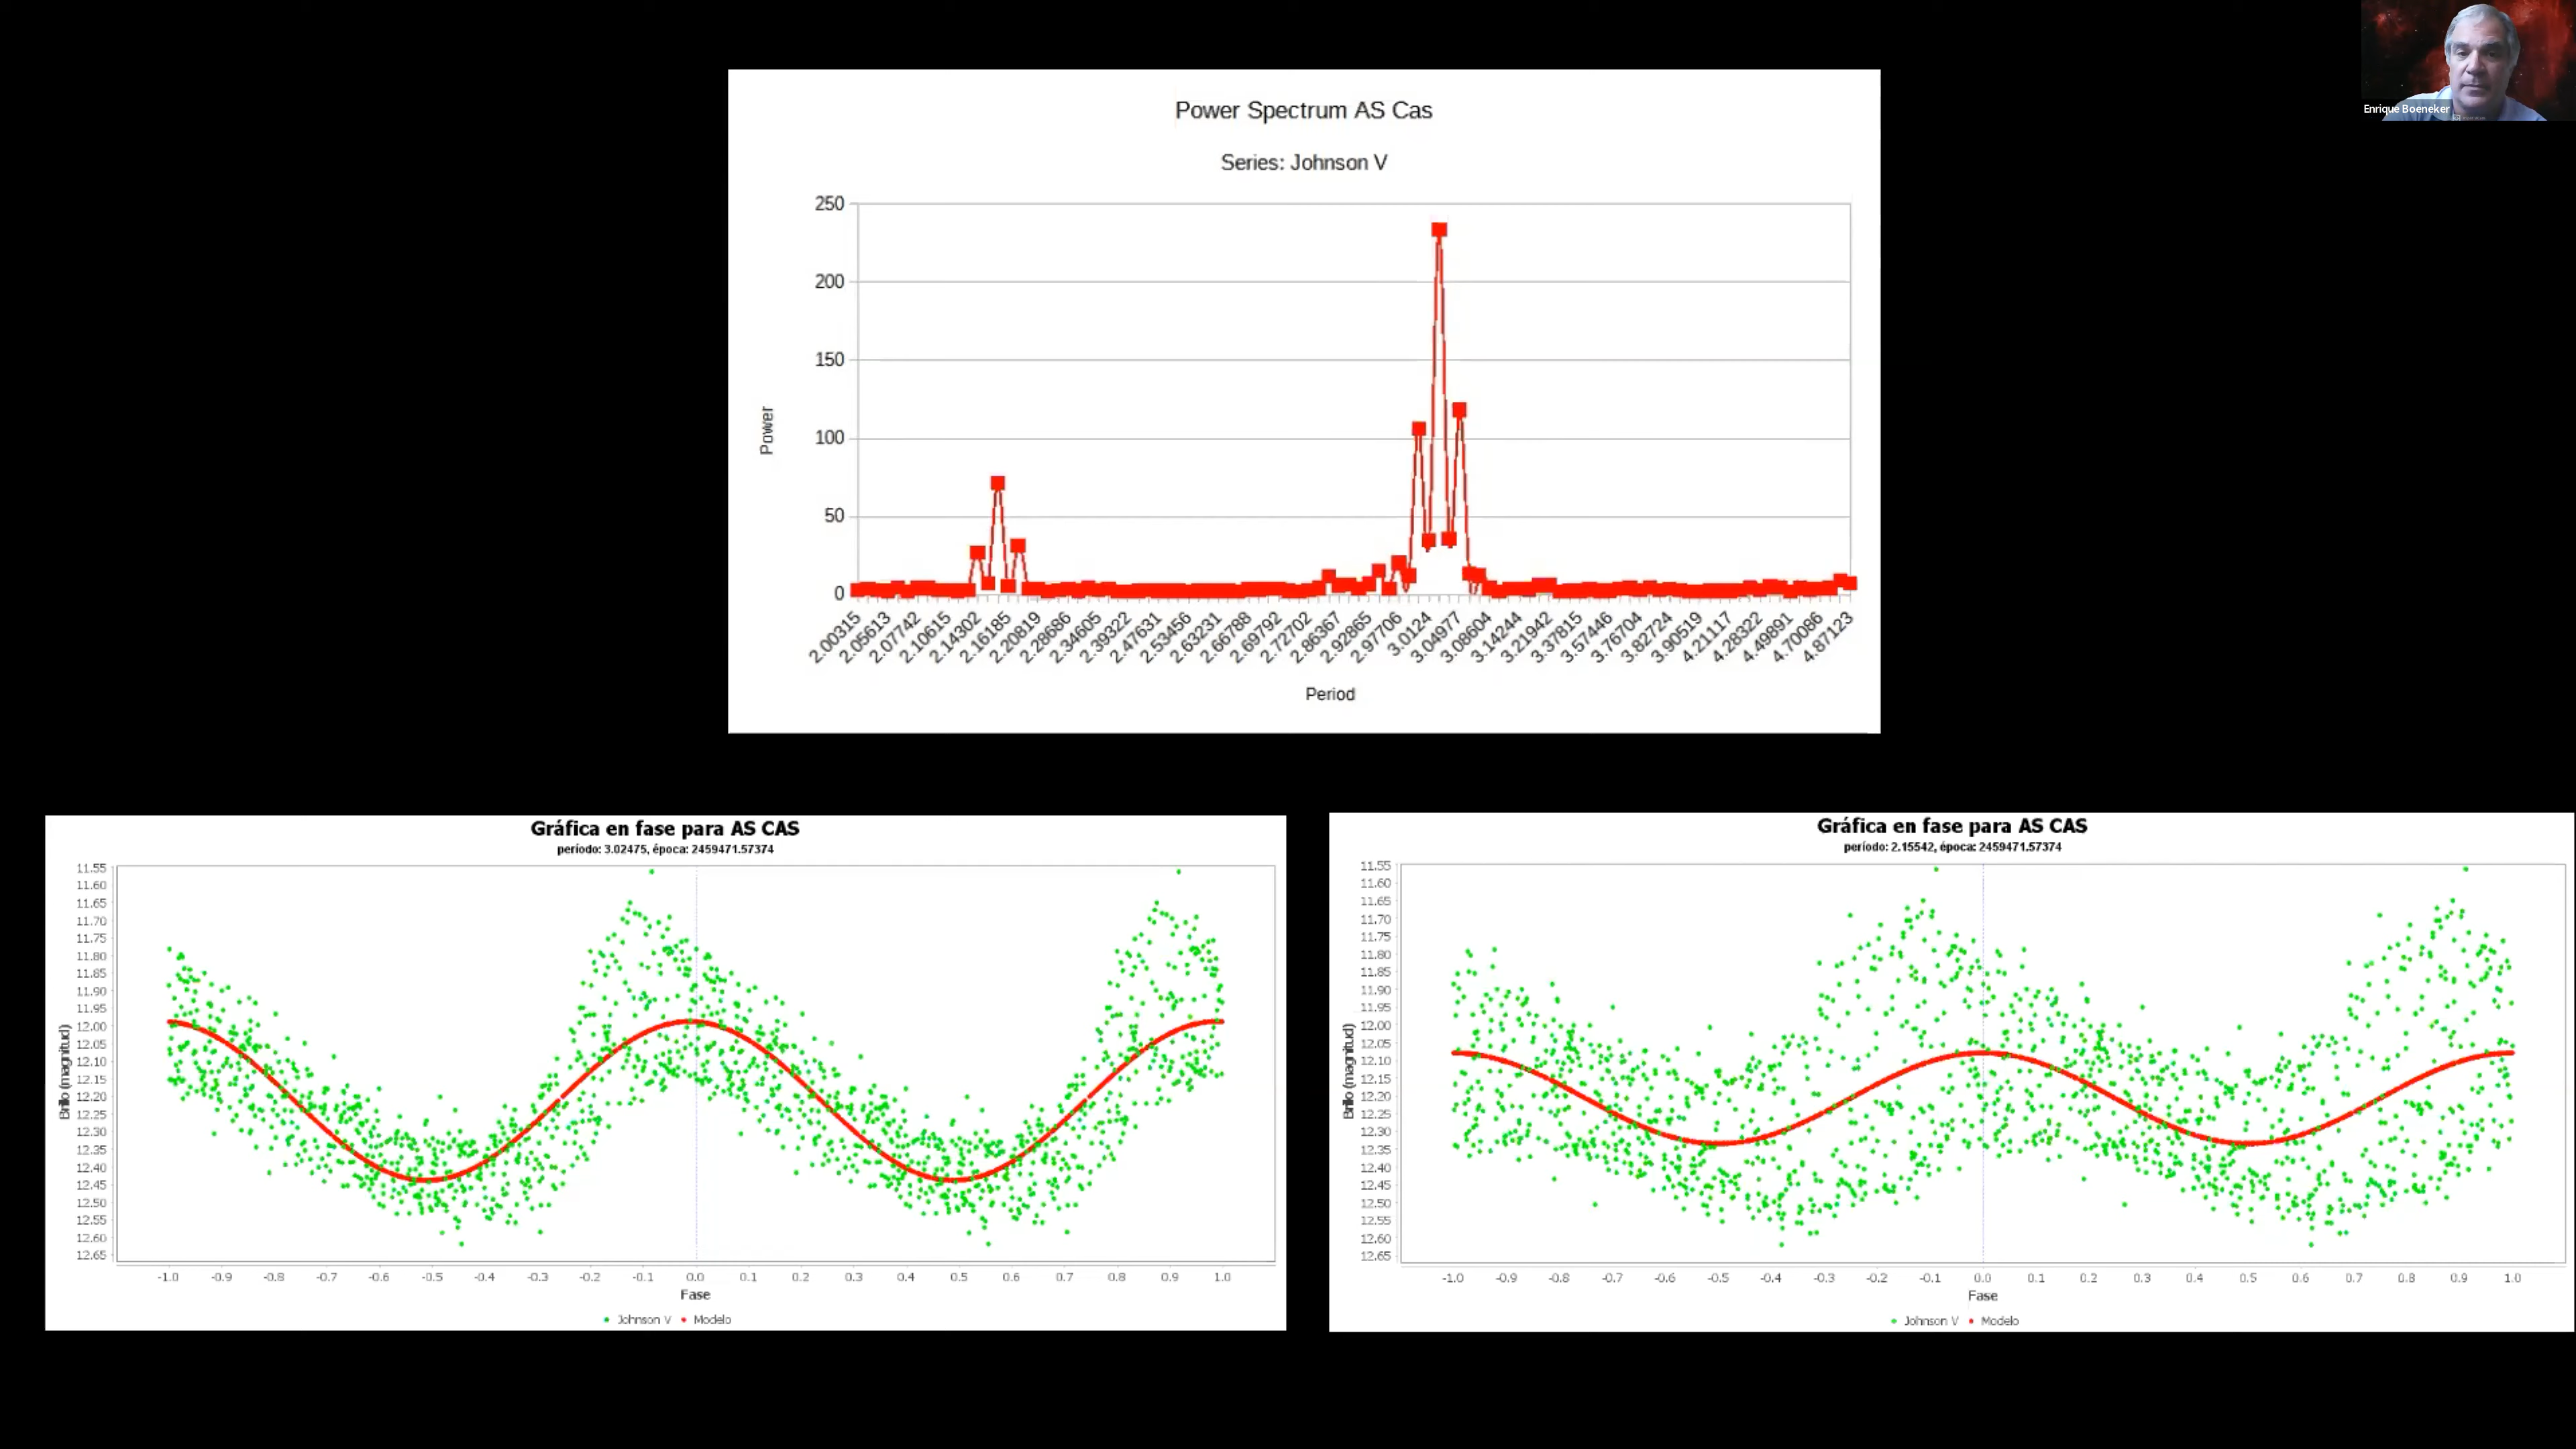 Enrique Boeneker
Power Spectrum AS Cas
Series: Johnson V
250
200
150
100
50
0
Power
2.00315 2.05613 2.07742 2.10615 2.14302 2.16185 2.20819 2.28686 2.34605 2.39322 2.47631 2.53456 2.63231 2.66788 2.69792 2.72702 2.86367 2.92865 2.97706 3.0124 3.04977 3.08604 3.14244 3.21942 3.37815 3.57446 3.76704 3.82724 3.90519 4.21117 4.28322 4.49891 4.70086 4.87123
Period
Gráfica en fase para AS CAS
período: 3.02475, época: 2459471.57374
11.55
11.60
11.65
11.70
11.75
11.80
11.85
11.90
11.95
12.00
12.05
12.10
12.15
12.20
12.25
12.30
12.35
12.40
12.45
12.50
12.55
12.60
12.65
Brillo (magnitud)
-1.0 -0.9 -0.8 -0.7 -0.6 -0.5 -0.4 -0.3 -0.2 -0.1 0.0 0.1 0.2 0.3 0.4 0.5 0.6 0.7 0.8 0.9 1.0
Fase
Johnson V Modelo
Gráfica en fase para AS CAS
período: 2.15542, época: 2459471.57374
11.55
11.60
11.65
11.70
11.75
11.80
11.85
11.90
11.95
12.00
12.05
12.10
12.15
12.20
12.25
12.30
12.35
12.40
12.45
12.50
12.55
12.60
12.65
Brillo (magnitud)
-1.0 -0.9 -0.8 -0.7 -0.6 -0.5 -0.4 -0.3 -0.2 -0.1 0.0 0.1 0.2 0.3 0.4 0.5 0.6 0.7 0.8 0.9 1.0
Fase
Johnson V Modelo